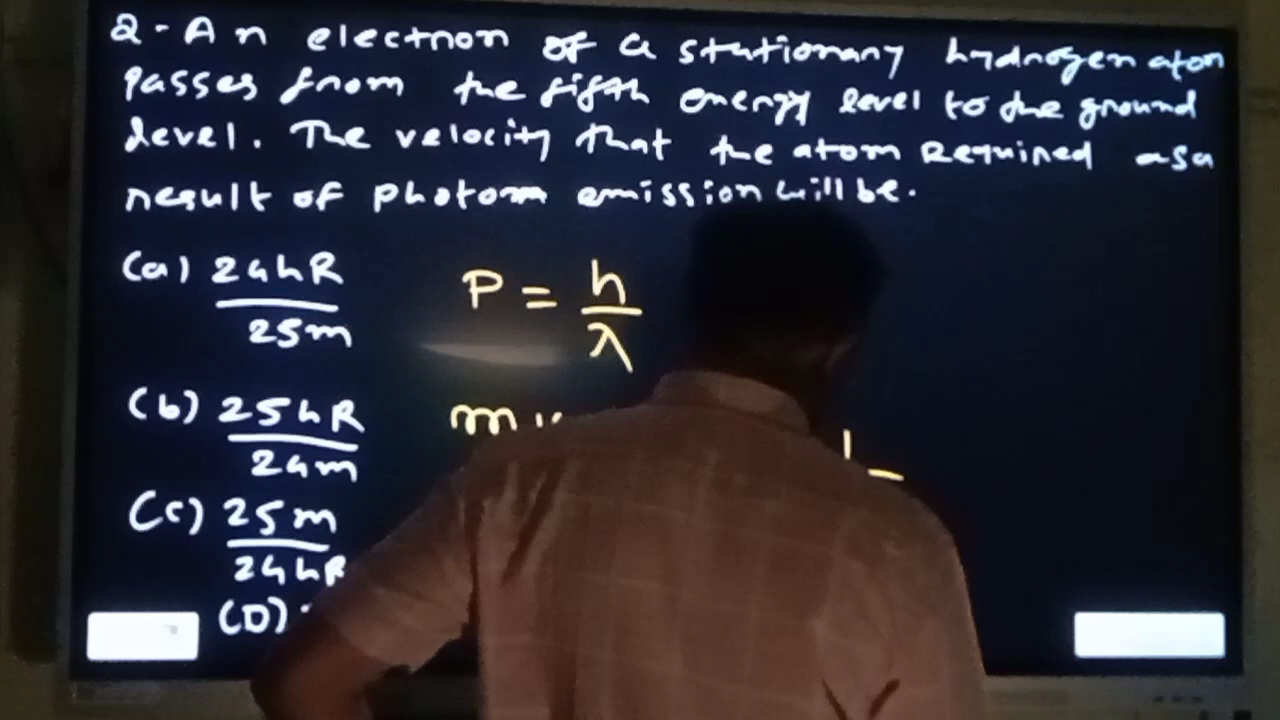 Q - An electron of a stationary hydrogen atom
passes from the fifth energy level to the ground
level. The velocity that the atom Required as a
result of photom emission will be.
(a) 24hR
25m
P = h
λ
(b) 25hR
24m
(c) 25m
24hR
(D)